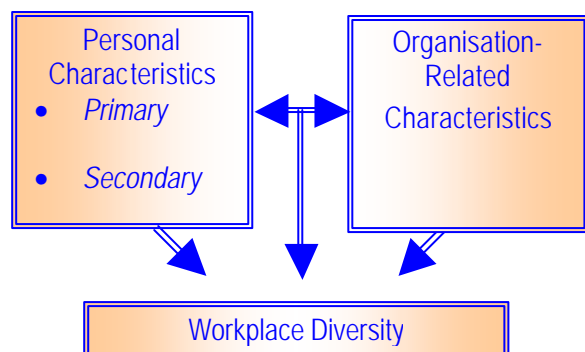 Personal
Characteristics
• Primary
• Secondary
Organisation-
Related
Characteristics
Workplace Diversity